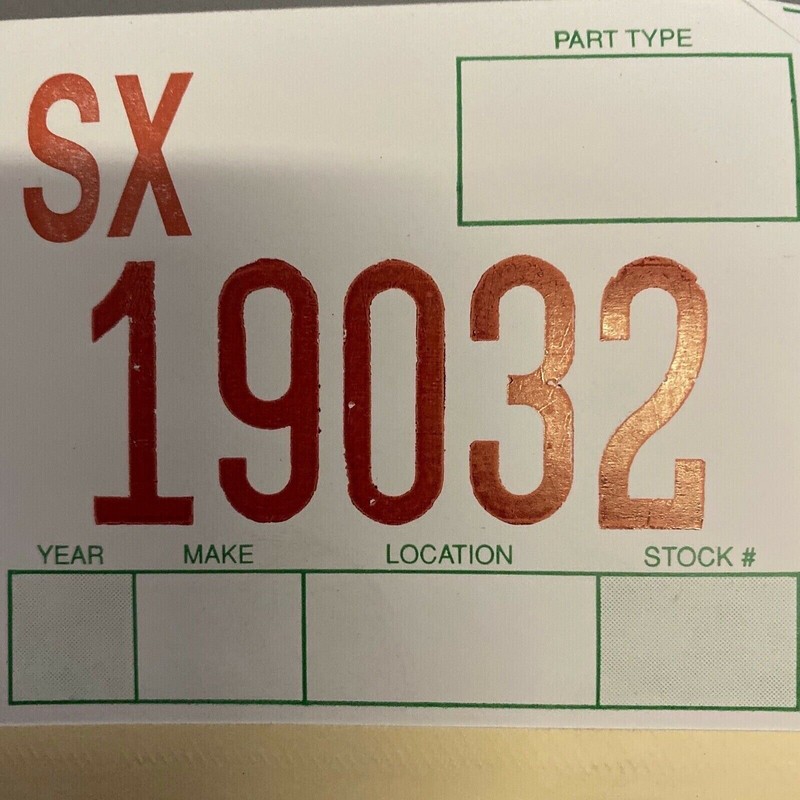 PART TYPE
SX
19032
YEAR MAKE LOCATION STOCK #